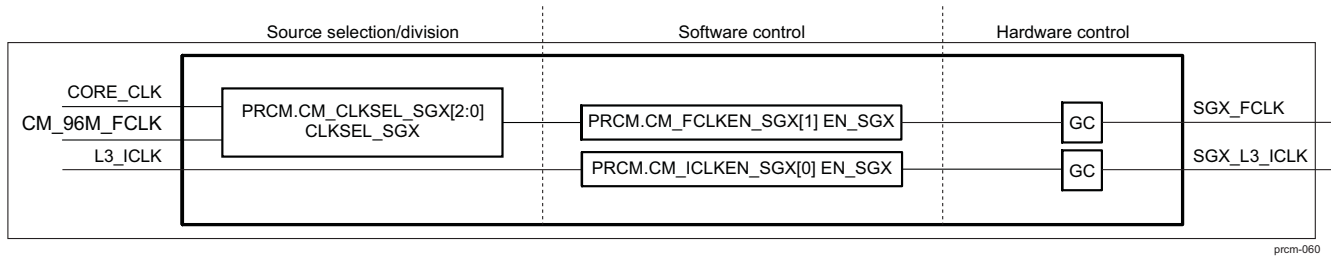 Source selection/division
Software control
Hardware control
CORE_CLK
CM_96M_FCLK
L3_ICLK
PRCM.CM_CLKSEL_SGX[2:0]
CLKSEL_SGX
PRCM.CM_FCLKEN_SGX[1] EN_SGX
PRCM.CM_ICLKEN_SGX[0] EN_SGX
GC
GC
SGX_FCLK
SGX_L3_ICLK
prcm-060